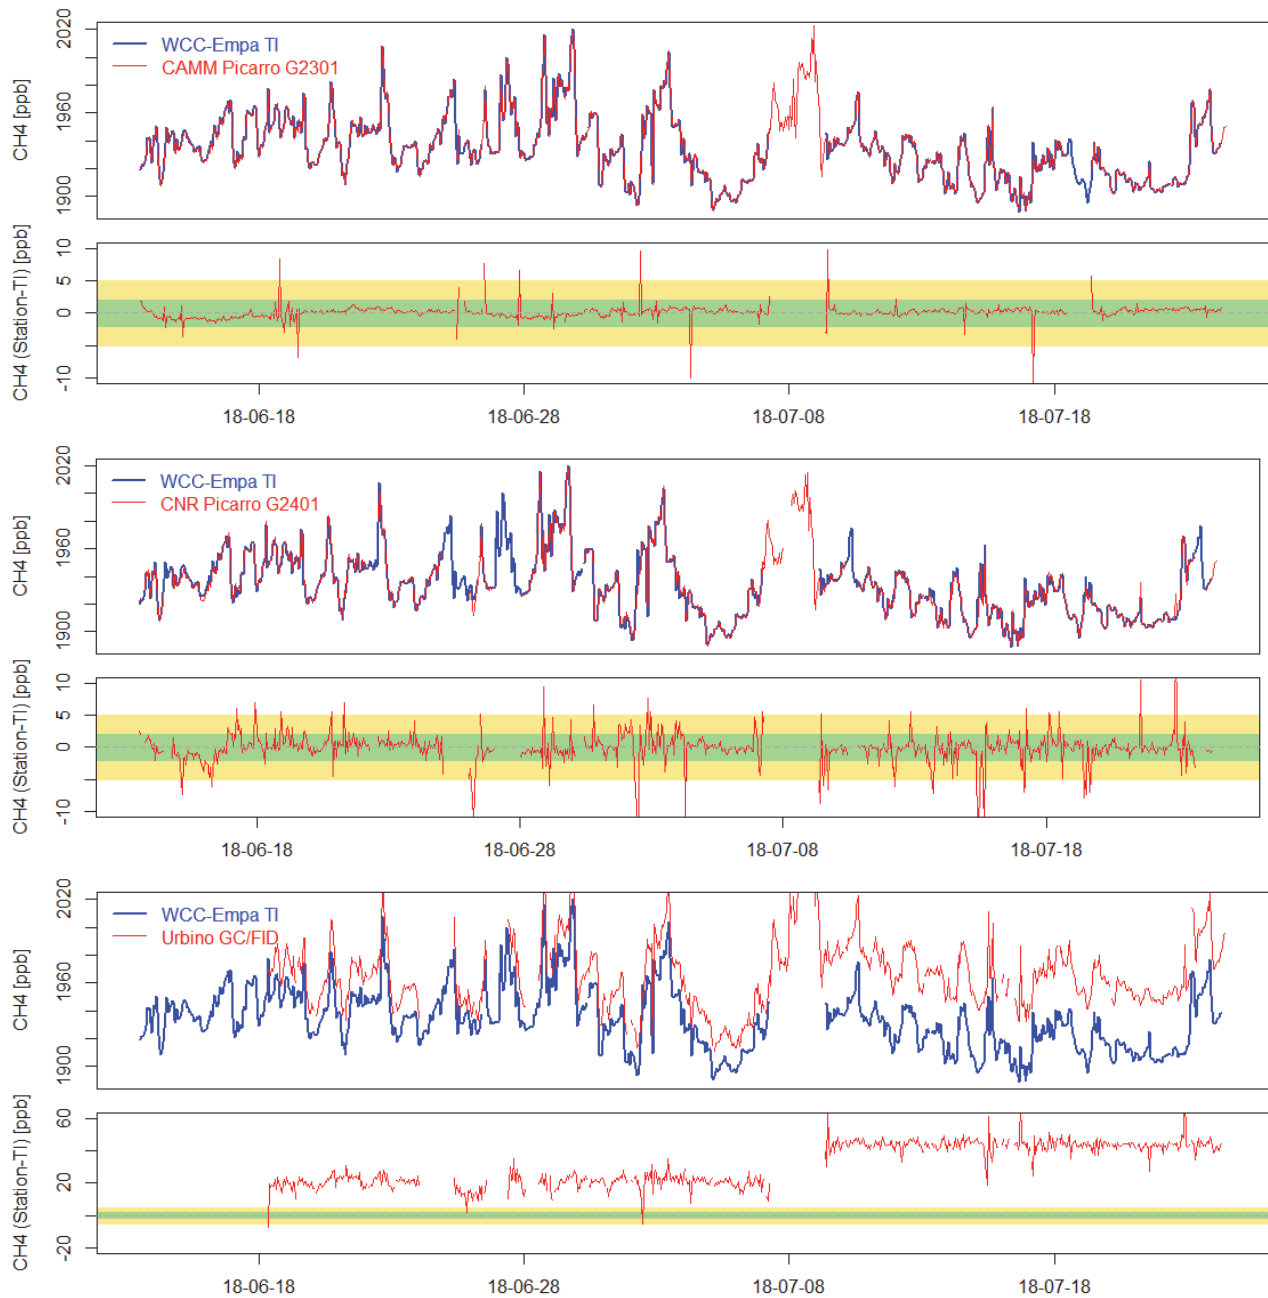 CH4 [ppb]
2020
1960
1900
WCC-Empa TI
CAMM Picarro G2301
CH4 (Station-TI) [ppb]
10
5
0
-10
18-06-18 18-06-28 18-07-08 18-07-18
CH4 [ppb]
2020
1960
1900
WCC-Empa TI
CNR Picarro G2401
CH4 (Station-TI) [ppb]
10
5
0
-10
18-06-18 18-06-28 18-07-08 18-07-18
CH4 [ppb]
2020
1960
1900
WCC-Empa TI
Urbino GC/FID
CH4 (Station-TI) [ppb]
60
20
-20
18-06-18 18-06-28 18-07-08 18-07-18